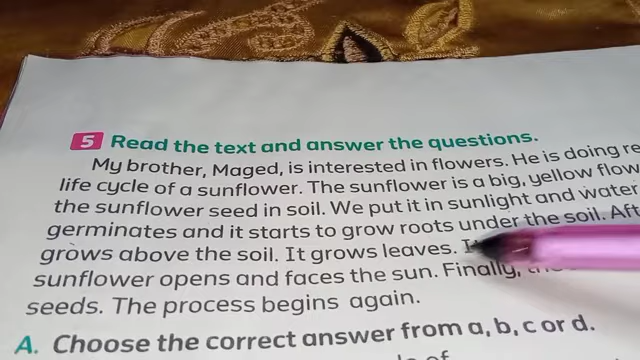 5 Read the text and answer the questions.
My brother, Maged, is interested in flowers. He is doing re
life cycle of a sunflower. The sunflower is a big, yellow flow
the sunflower seed in soil. We put it in sunlight and water
germinates and it starts to grow roots under the soil. Aft
grows above the soil. It grows leaves.
sunflower opens and faces the sun. Finally,
seeds. The process begins again.
A. Choose the correct answer from a, b, c or d.